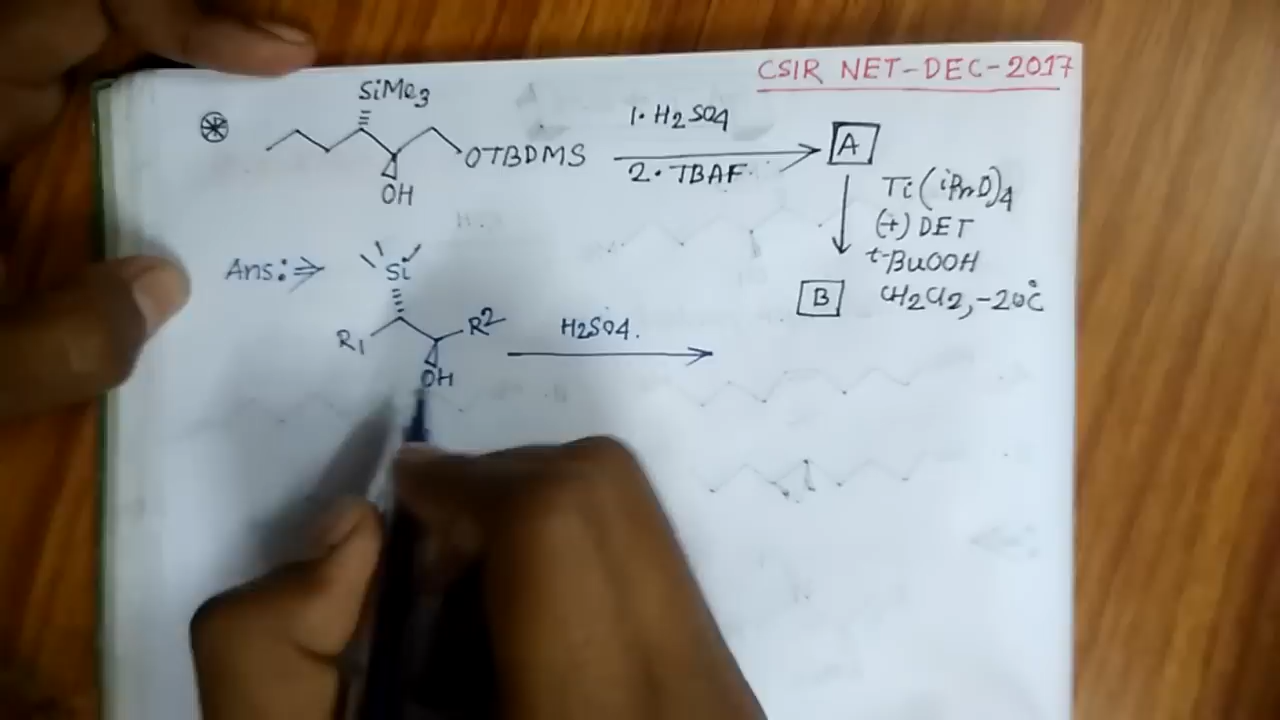 CSIR NET-DEC-2017
SiMe3
OTBDMS
OH
1. H2SO4
2. TBAF.
A
Ti(iPrO)4
(+) DET
t-BuOOH
CH2Cl2, -20°C
B
Ans:⇒
Si
R1
R2
OH
H2SO4.